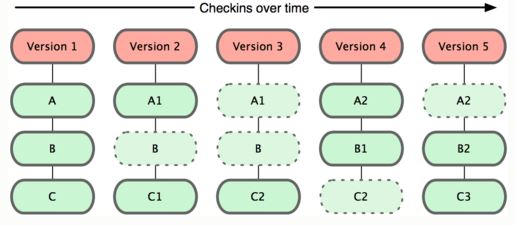 Checkins over time
Version 1 Version 2 Version 3 Version 4 Version 5
A A1 A1 A2 A2
B B B B1 B2
C C1 C2 C2 C3